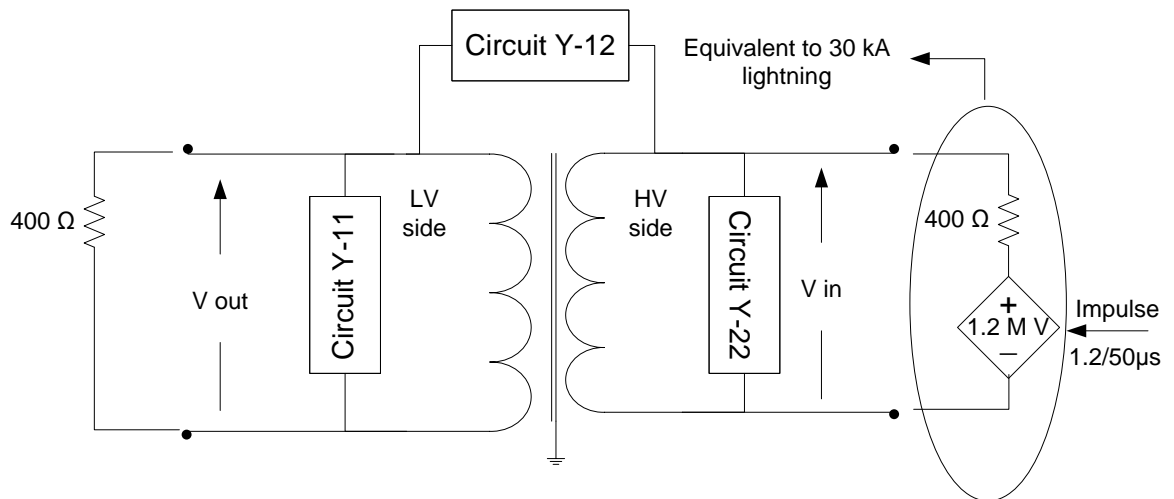 Circuit Y-12
Equivalent to 30 kA
lightning
400 Ω
LV
side
HV
side
400 Ω
V out
Circuit Y-11
Circuit Y-22
V in
+
1.2 M V
–
Impulse
1.2/50µs